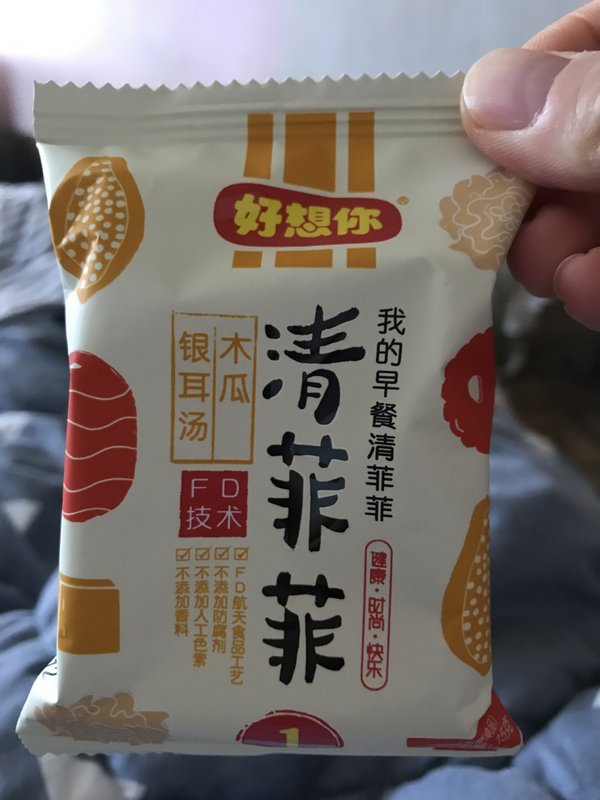 好想你®
我的早餐清菲菲
健康·时尚·快乐
清菲菲
木瓜
银耳汤
FD
技术
☑FD航天食品工艺
☑不添加防腐剂
☑不添加人工色素
☑不添加香料
1